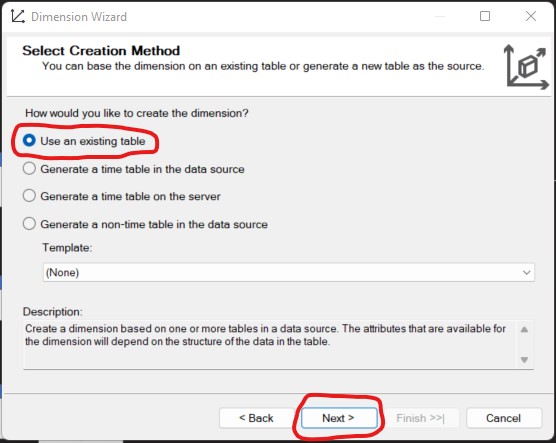 Dimension Wizard
Select Creation Method
You can base the dimension on an existing table or generate a new table as the source.
How would you like to create the dimension?
Use an existing table
Generate a time table in the data source
Generate a time table on the server
Generate a non-time table in the data source
Template:
(None)
Description:
Create a dimension based on one or more tables in a data source. The attributes that are available for
the dimension will depend on the structure of the data in the table.
< Back Next > Finish >>| Cancel